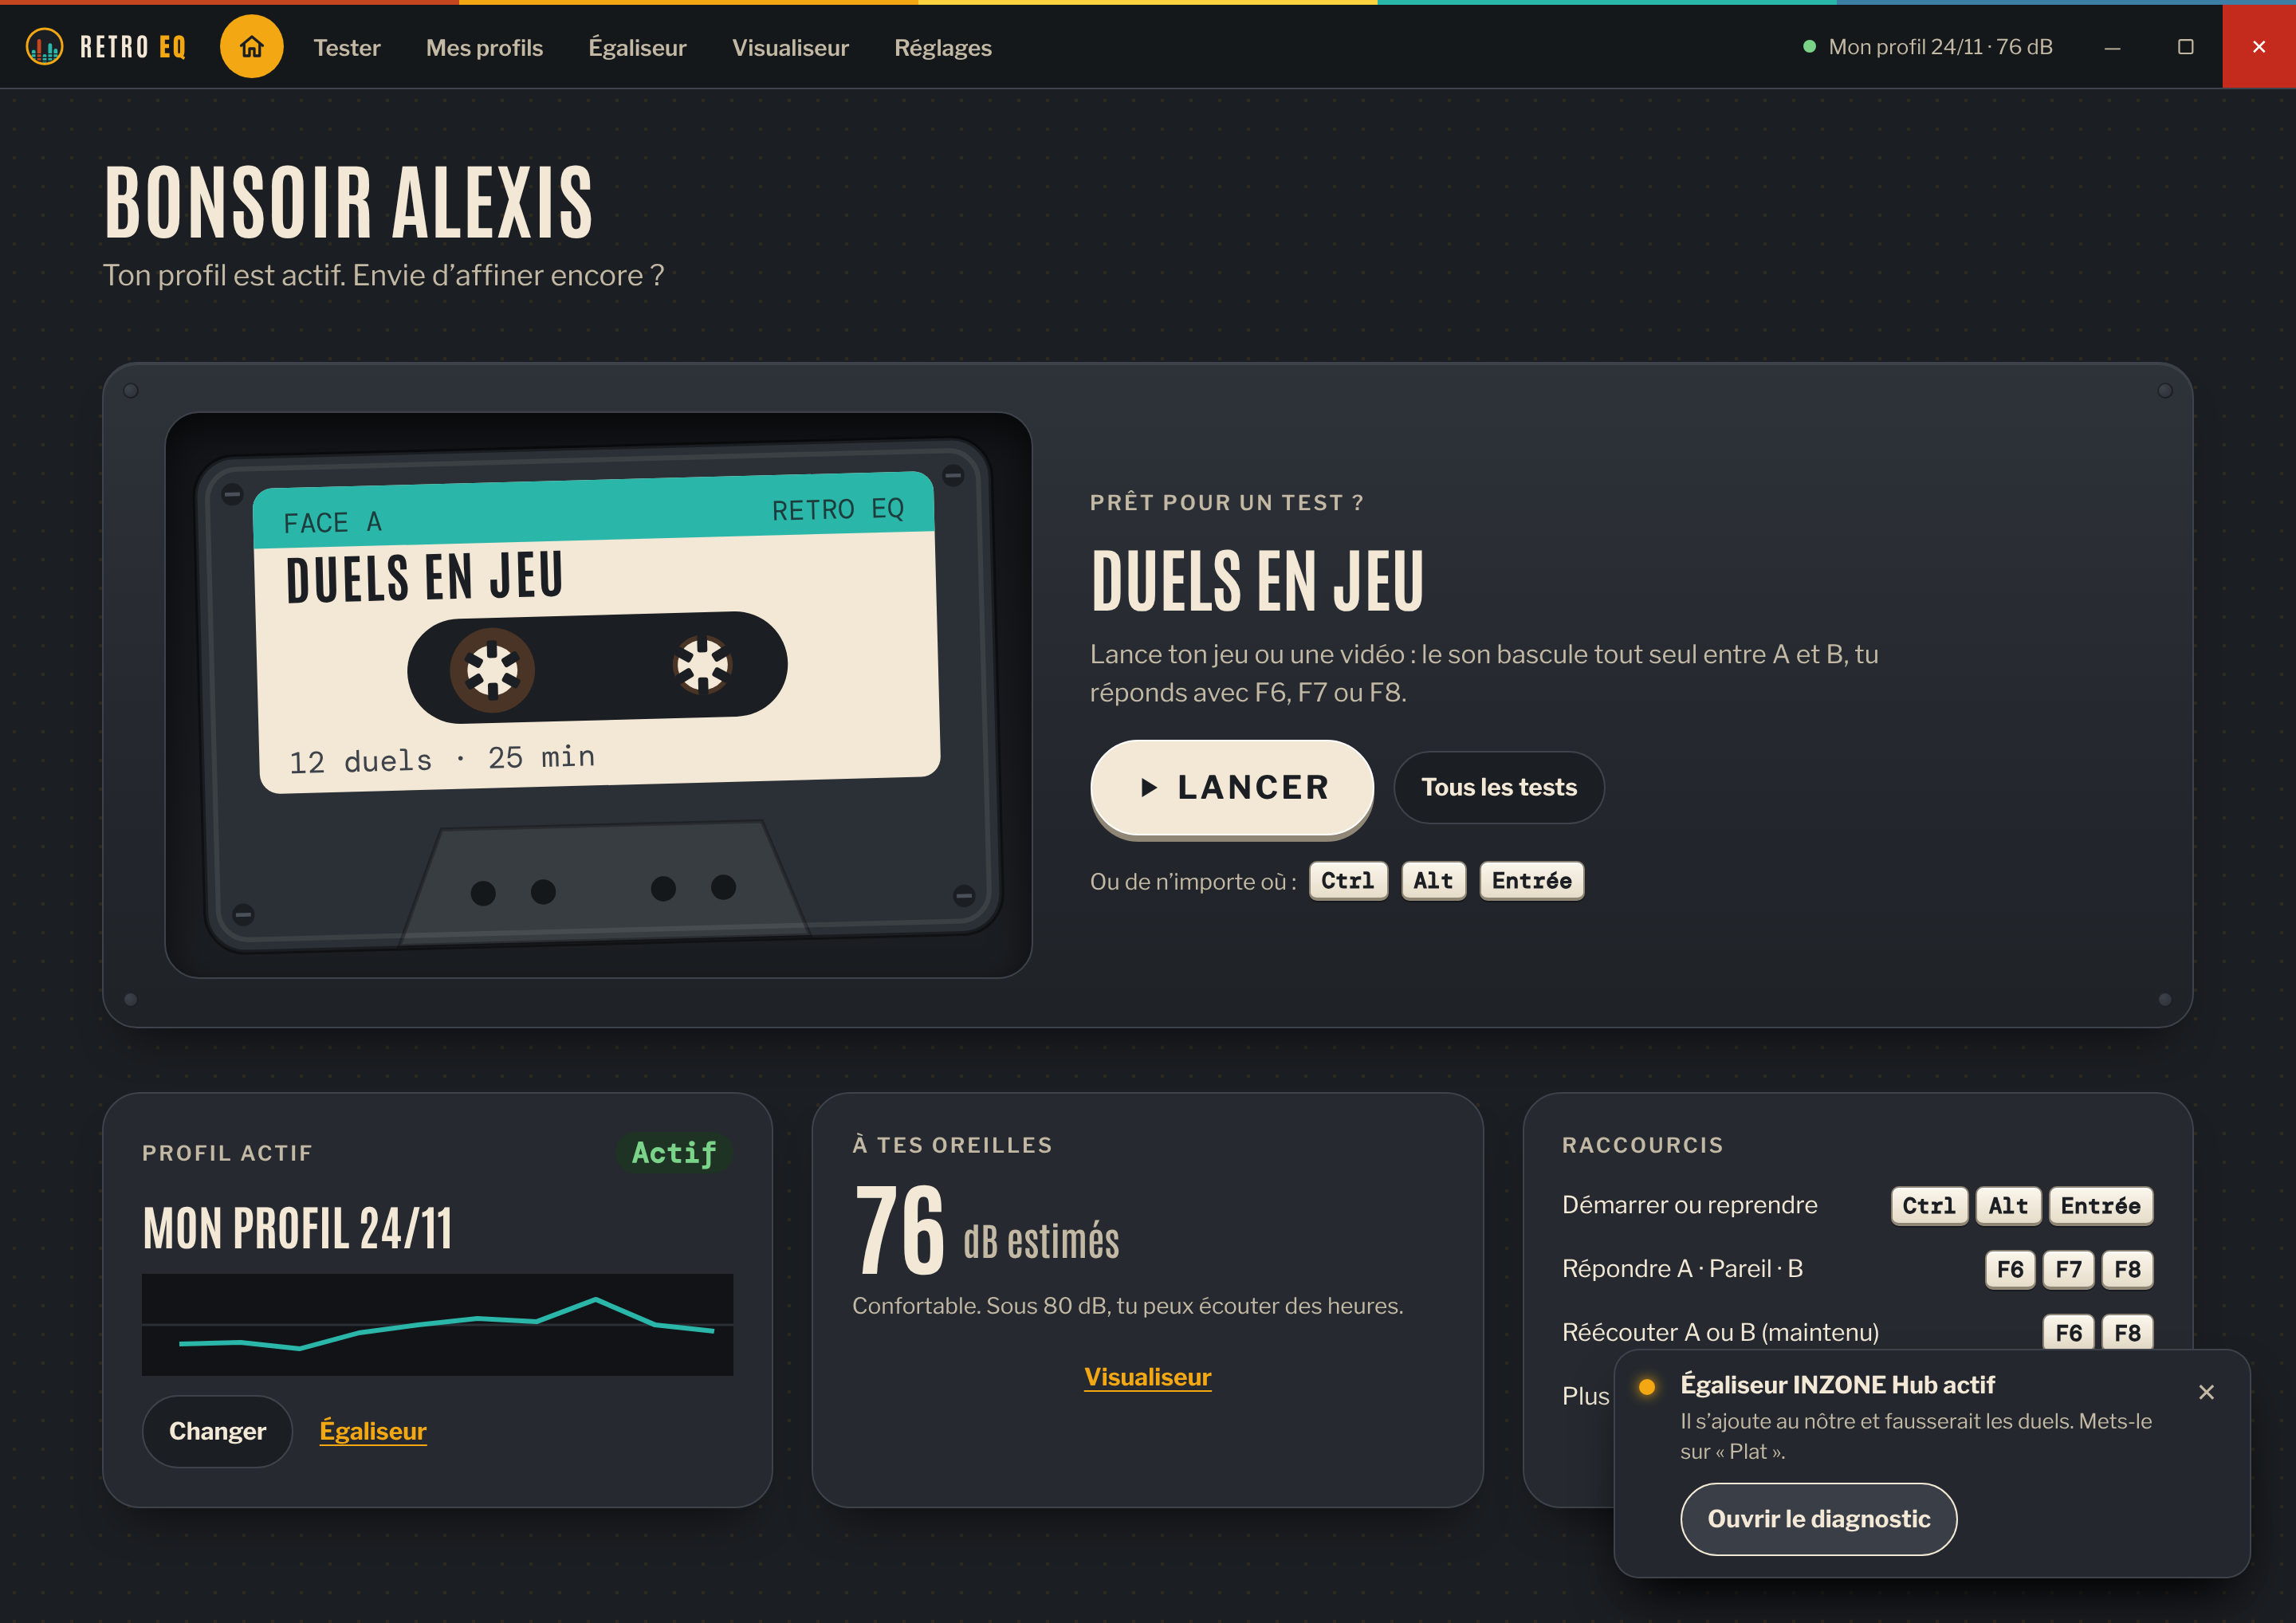 RETRO EQ
Tester
Mes profils
Égaliseur
Visualiseur
Réglages
Mon profil 24/11 · 76 dB
BONSOIR ALEXIS
Ton profil est actif. Envie d’affiner encore ?
FACE A
RETRO EQ
DUELS EN JEU
12 duels · 25 min
PRÊT POUR UN TEST ?
DUELS EN JEU
Lance ton jeu ou une vidéo : le son bascule tout seul entre A et B, tu
réponds avec F6, F7 ou F8.
LANCER
Tous les tests
Ou de n’importe où : Ctrl Alt Entrée
PROFIL ACTIF
Actif
MON PROFIL 24/11
Changer
Égaliseur
À TES OREILLES
76 dB estimés
Confortable. Sous 80 dB, tu peux écouter des heures.
Visualiseur
RACCOURCIS
Démarrer ou reprendre Ctrl Alt Entrée
Répondre A · Pareil · B F6 F7 F8
Réécouter A ou B (maintenu) F6 F8
Plus
Égaliseur INZONE Hub actif
Il s’ajoute au nôtre et fausserait les duels. Mets-le
sur « Plat ».
Ouvrir le diagnostic